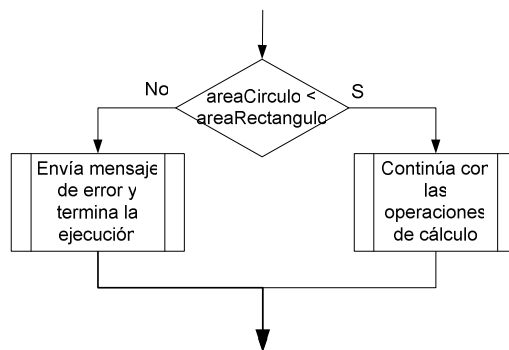 No
areaCirculo <
areaRectangulo
S
Envía mensaje
de error y
termina la
ejecución
Continúa con
las
operaciones
de cálculo